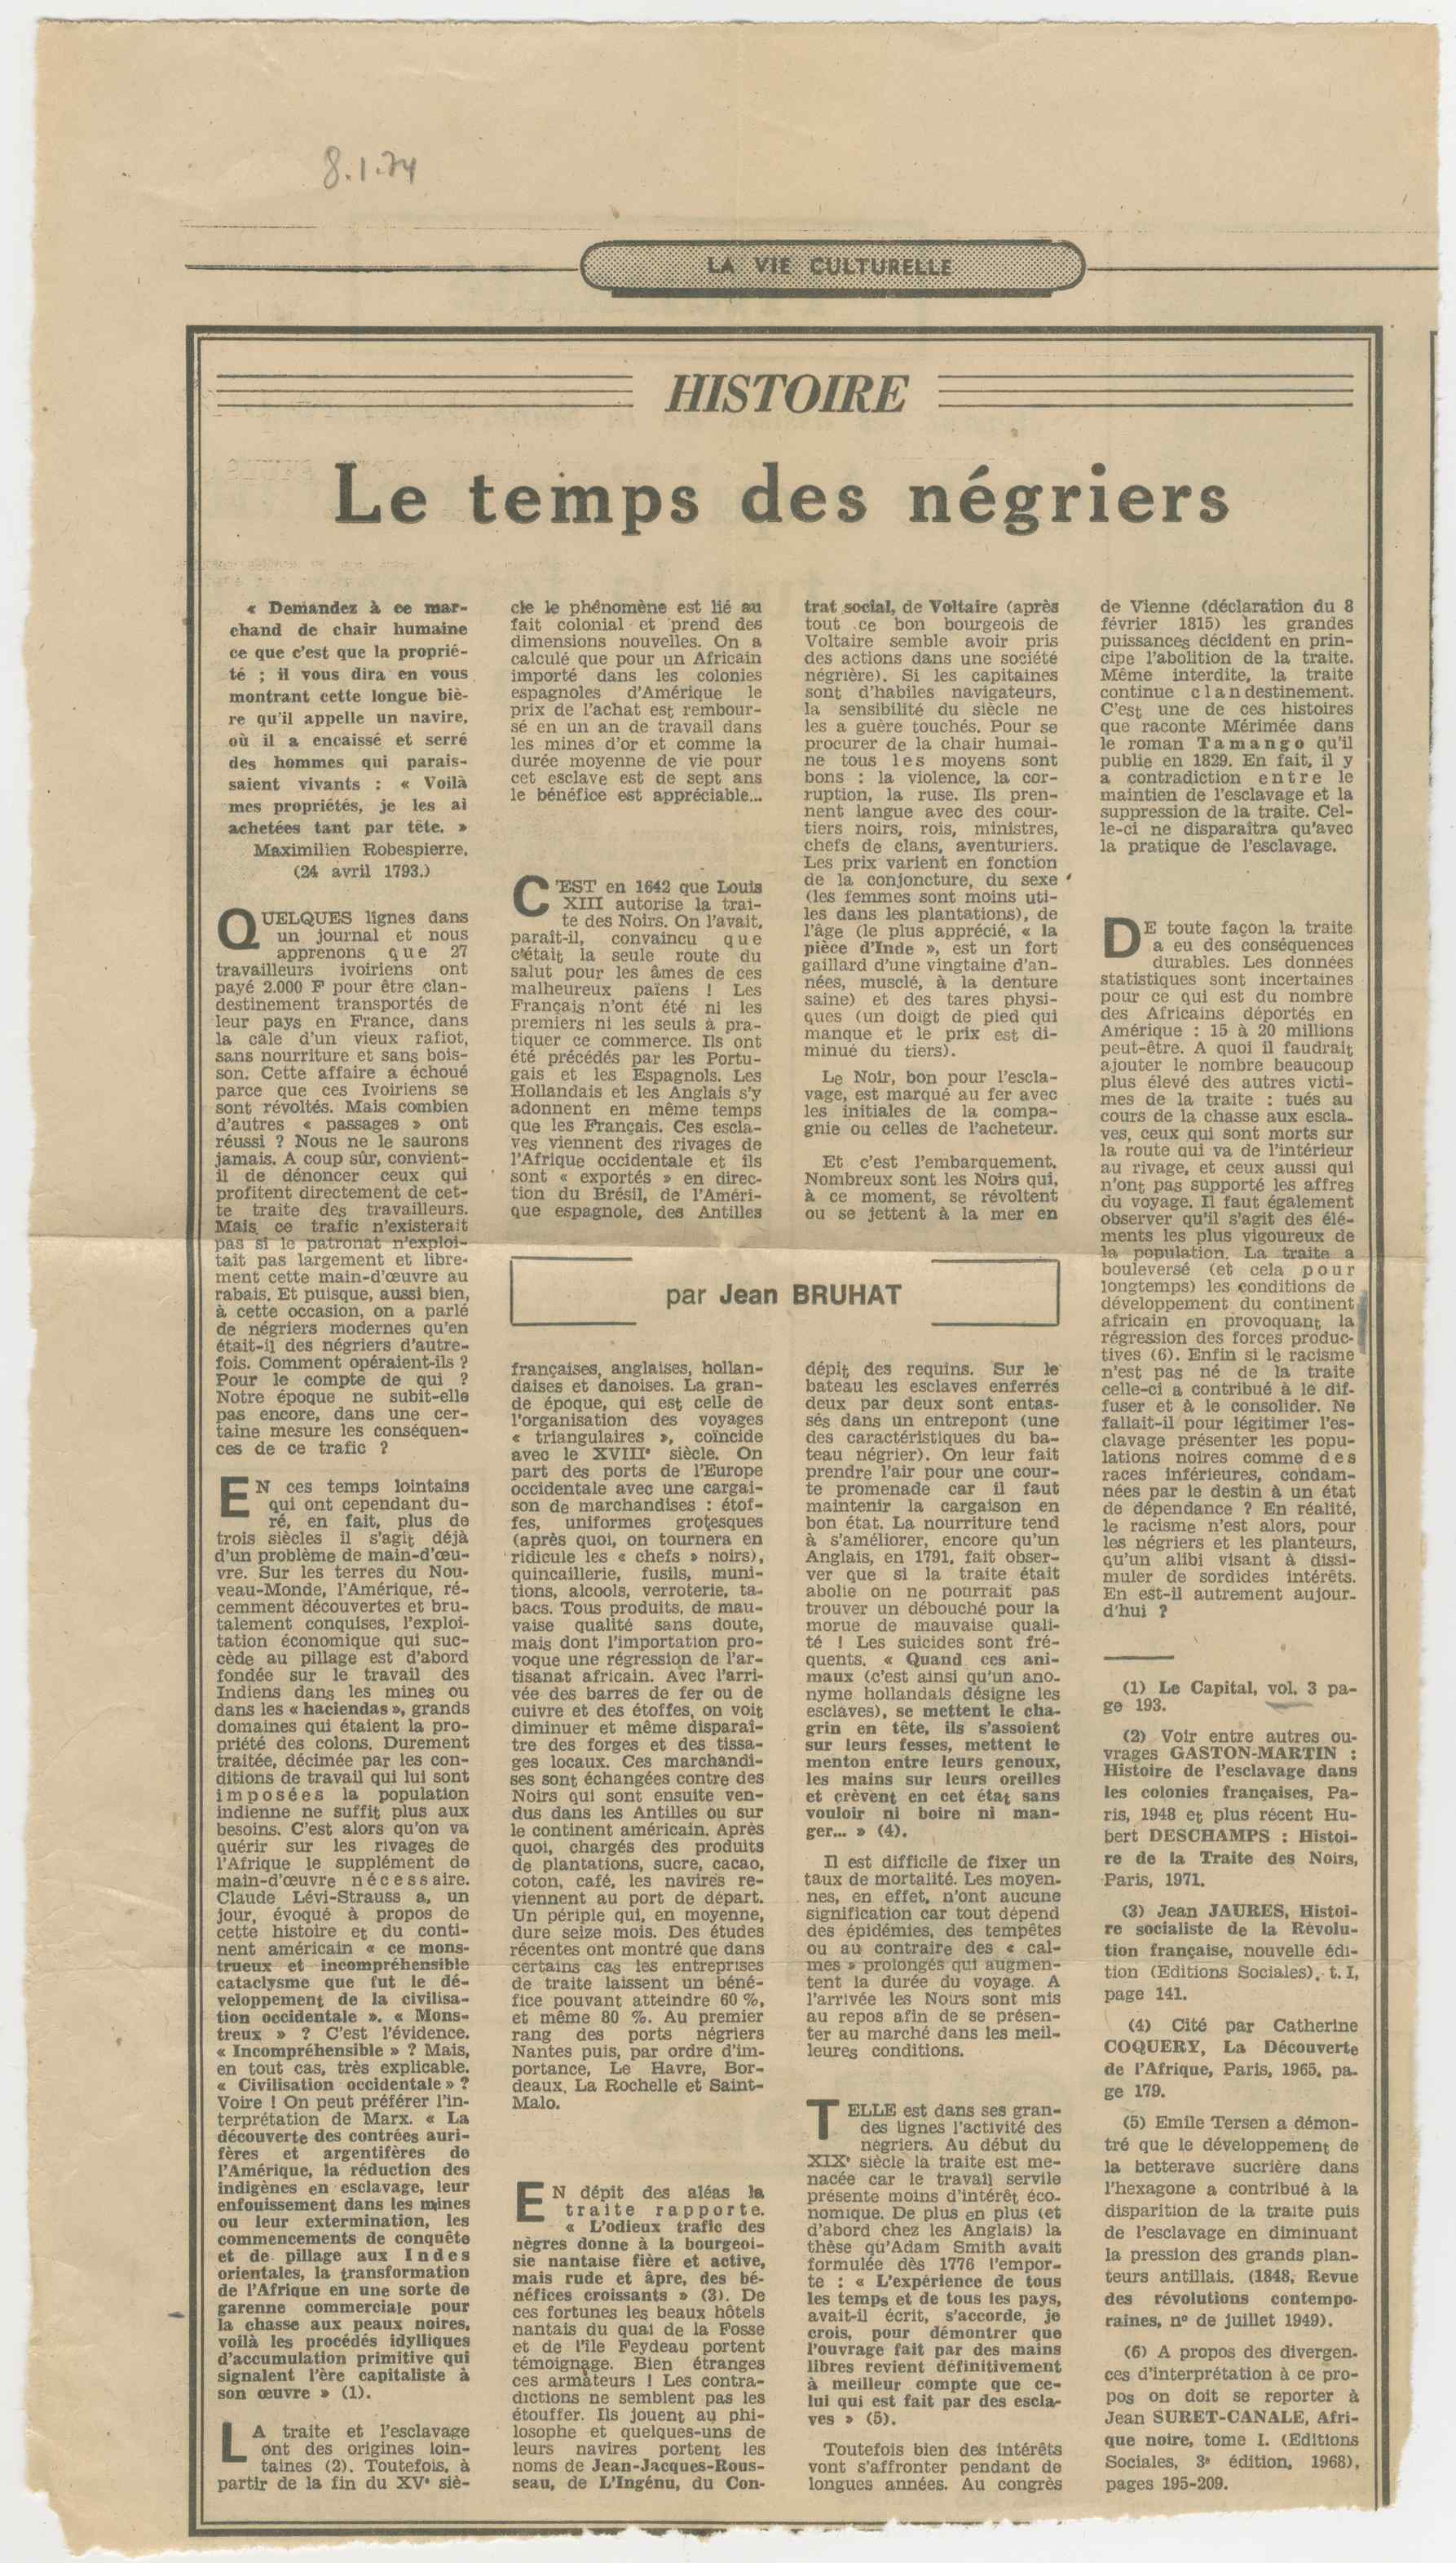 8.1.74
LA VIE CULTURELLE
HISTOIRE
Le temps des négriers
« Demandez à ce mar-
chand de chair humaine
ce que c'est que la proprié-
té ; il vous dira en vous
montrant cette longue biè-
re qu'il appelle un navire,
où il a encaissé et serré
des hommes qui parais-
saient vivants : « Voilà
mes propriétés, je les ai
achetées tant par tête. »
Maximilien Robespierre,
(24 avril 1793.)
QUELQUES lignes dans
un journal et nous
apprenons que 27
travailleurs ivoiriens ont
payé 2.000 F pour être clan-
destinement transportés de
leur pays en France, dans
la cale d'un vieux rafiot,
sans nourriture et sans bois-
son. Cette affaire a échoué
parce que ces Ivoiriens se
sont révoltés. Mais combien
d'autres « passages » ont
réussi ? Nous ne le saurons
jamais. A coup sûr, convient-
il de dénoncer ceux qui
profitent directement de cet-
te traite des travailleurs.
Mais ce trafic n'existerait
pas si le patronat n'exploi-
tait pas largement et libre-
ment cette main-d'œuvre au
rabais. Et puisque, aussi bien,
à cette occasion, on a parlé
de négriers modernes qu'en
était-il des négriers d'autre-
fois. Comment opéraient-ils ?
Pour le compte de qui ?
Notre époque ne subit-elle
pas encore, dans une cer-
taine mesure les conséquen-
ces de ce trafic ?
EN ces temps lointains
qui ont cependant du-
ré, en fait, plus de
trois siècles il s'agit déjà
d'un problème de main-d'œu-
vre. Sur les terres du Nou-
veau-Monde, l'Amérique, ré-
cemment découvertes et bru-
talement conquises, l'exploi-
tation économique qui suc-
cède au pillage est d'abord
fondée sur le travail des
Indiens dans les mines ou
dans les « haciendas », grands
domaines qui étaient la pro-
priété des colons. Durement
traitée, décimée par les con-
ditions de travail qui lui sont
imposées la population
indienne ne suffit plus aux
besoins. C'est alors qu'on va
quérir sur les rivages de
l'Afrique le supplément de
main-d'œuvre nécessaire.
Claude Lévi-Strauss a, un
jour, évoqué à propos de
cette histoire et du conti-
nent américain « ce mons-
trueux et incompréhensible
cataclysme que fut le dé-
veloppement de la civilisa-
tion occidentale ». « Mons-
treux » ? C'est l'évidence.
« Incompréhensible » ? Mais,
en tout cas, très explicable.
« Civilisation occidentale » ?
Voire ! On peut préférer l'in-
terprétation de Marx. « La
découverte des contrées auri-
fères et argentifères de
l'Amérique, la réduction des
indigènes en esclavage, leur
enfouissement dans les mines
ou leur extermination, les
commencements de conquête
et de pillage aux Indes
orientales, la transformation
de l'Afrique en une sorte de
garenne commerciale pour
la chasse aux peaux noires,
voilà les procédés idylliques
d'accumulation primitive qui
signalent l'ère capitaliste à
son œuvre » (1).
LA traite et l'esclavage
ont des origines loin-
taines (2). Toutefois, à
partir de la fin du XVe siè-
cle le phénomène est lié au
fait colonial et prend des
dimensions nouvelles. On a
calculé que pour un Africain
importé dans les colonies
espagnoles d'Amérique le
prix de l'achat est rembour-
sé en un an de travail dans
les mines d'or et comme la
durée moyenne de vie pour
cet esclave est de sept ans
le bénéfice est appréciable...
C'EST en 1642 que Louis
XIII autorise la trai-
te des Noirs. On l'avait,
paraît-il, convaincu que
c'était la seule route du
salut pour les âmes de ces
malheureux païens ! Les
Français n'ont été ni les
premiers ni les seuls à pra-
tiquer ce commerce. Ils ont
été précédés par les Portu-
gais et les Espagnols. Les
Hollandais et les Anglais s'y
adonnent en même temps
que les Français. Ces escla-
ves viennent des rivages de
l'Afrique occidentale et ils
sont « exportés » en direc-
tion du Brésil, de l'Améri-
que espagnole, des Antilles
par Jean BRUHAT
françaises, anglaises, hollan-
daises et danoises. La gran-
de époque, qui est celle de
l'organisation des voyages
« triangulaires », coïncide
avec le XVIIIe siècle. On
part des ports de l'Europe
occidentale avec une cargai-
son de marchandises : étof-
fes, uniformes grotesques
(après quoi, on tournera en
ridicule les « chefs » noirs),
quincaillerie, fusils, muni-
tions, alcools, verroterie, ta-
bacs. Tous produits, de mau-
vaise qualité sans doute,
mais dont l'importation pro-
voque une régression de l'ar-
tisanat africain. Avec l'arri-
vée des barres de fer ou de
cuivre et des étoffes, on voit
diminuer et même disparaî-
tre des forges et des tissa-
ges locaux. Ces marchandi-
ses sont échangées contre des
Noirs qui sont ensuite ven-
dus dans les Antilles ou sur
le continent américain. Après
quoi, chargés des produits
de plantations, sucre, cacao,
coton, café, les navires re-
viennent au port de départ.
Un périple qui, en moyenne,
dure seize mois. Des études
récentes ont montré que dans
certains cas les entreprises
de traite laissent un béné-
fice pouvant atteindre 60 %,
et même 80 %. Au premier
rang des ports négriers
Nantes puis, par ordre d'im-
portance, Le Havre, Bor-
deaux, La Rochelle et Saint-
Malo.
EN dépit des aléas la
traite rapporte.
« L'odieux trafic des
nègres donne à la bourgeoi-
sie nantaise fière et active,
mais rude et âpre, des bé-
néfices croissants » (3). De
ces fortunes les beaux hôtels
nantais du quai de la Fosse
et de l'île Feydeau portent
témoignage. Bien étranges
ces armateurs ! Les contra-
dictions ne semblent pas les
étouffer. Ils jouent au phi-
losophe et quelques-uns de
leurs navires portent les
noms de Jean-Jacques-Rous-
seau, de L'Ingénu, du Con-
trat social, de Voltaire (après
tout ce bon bourgeois de
Voltaire semble avoir pris
des actions dans une société
négrière). Si les capitaines
sont d'habiles navigateurs,
la sensibilité du siècle ne
les a guère touchés. Pour se
procurer de la chair humai-
ne tous les moyens sont
bons : la violence, la cor-
ruption, la ruse. Ils pren-
nent langue avec des cour-
tiers noirs, rois, ministres,
chefs de clans, aventuriers.
Les prix varient en fonction
de la conjoncture, du sexe
(les femmes sont moins uti-
les dans les plantations), de
l'âge (le plus apprécié, « la
pièce d'Inde », est un fort
gaillard d'une vingtaine d'an-
nées, musclé, à la denture
saine) et des tares physi-
ques (un doigt de pied qui
manque et le prix est di-
minué du tiers).
Le Noir, bon pour l'escla-
vage, est marqué au fer avec
les initiales de la compa-
gnie ou celles de l'acheteur.
Et c'est l'embarquement.
Nombreux sont les Noirs qui,
à ce moment, se révoltent
ou se jettent à la mer en
dépit des requins. Sur le
bateau les esclaves enferrés
deux par deux sont entas-
sés dans un entrepont (une
des caractéristiques du ba-
teau négrier). On leur fait
prendre l'air pour une cour-
te promenade car il faut
maintenir la cargaison en
bon état. La nourriture tend
à s'améliorer, encore qu'un
Anglais, en 1791, fait obser-
ver que si la traite était
abolie on ne pourrait pas
trouver un débouché pour la
morue de mauvaise quali-
té ! Les suicides sont fré-
quents. « Quand ces ani-
maux (c'est ainsi qu'un ano-
nyme hollandais désigne les
esclaves), se mettent le cha-
grin en tête, ils s'assoient
sur leurs fesses, mettent le
menton entre leurs genoux,
les mains sur leurs oreilles
et crèvent en cet état sans
vouloir ni boire ni man-
ger... » (4).
Il est difficile de fixer un
taux de mortalité. Les moyen-
nes, en effet, n'ont aucune
signification car tout dépend
des épidémies, des tempêtes
ou au contraire des « cal-
mes » prolongés qui augmen-
tent la durée du voyage. A
l'arrivée les Noirs sont mis
au repos afin de se présen-
ter au marché dans les meil-
leures conditions.
TELLE est dans ses gran-
des lignes l'activité des
négriers. Au début du
XIXe siècle la traite est me-
nacée car le travail servile
présente moins d'intérêt éco-
nomique. De plus en plus (et
d'abord chez les Anglais) la
thèse qu'Adam Smith avait
formulée dès 1776 l'empor-
te : « L'expérience de tous
les temps et de tous les pays,
avait-il écrit, s'accorde, je
crois, pour démontrer que
l'ouvrage fait par des mains
libres revient définitivement
à meilleur compte que ce-
lui qui est fait par des escla-
ves » (5).
Toutefois bien des intérêts
vont s'affronter pendant de
longues années. Au congrès
de Vienne (déclaration du 8
février 1815) les grandes
puissances décident en prin-
cipe l'abolition de la traite.
Même interdite, la traite
continue clandestinement.
C'est une de ces histoires
que raconte Mérimée dans
le roman Tamango qu'il
publie en 1829. En fait, il y
a contradiction entre le
maintien de l'esclavage et la
suppression de la traite. Cel-
le-ci ne disparaîtra qu'avec
la pratique de l'esclavage.
DE toute façon la traite
a eu des conséquences
durables. Les données
statistiques sont incertaines
pour ce qui est du nombre
des Africains déportés en
Amérique : 15 à 20 millions
peut-être. A quoi il faudrait
ajouter le nombre beaucoup
plus élevé des autres victi-
mes de la traite : tués au
cours de la chasse aux escla-
ves, ceux qui sont morts sur
la route qui va de l'intérieur
au rivage, et ceux aussi qui
n'ont pas supporté les affres
du voyage. Il faut également
observer qu'il s'agit des élé-
ments les plus vigoureux de
la population. La traite a
bouleversé (et cela pour
longtemps) les conditions de
développement du continent
africain en provoquant la
régression des forces produc-
tives (6). Enfin si le racisme
n'est pas né de la traite
celle-ci a contribué à le dif-
fuser et à le consolider. Ne
fallait-il pour légitimer l'es-
clavage présenter les popu-
lations noires comme des
races inférieures, condam-
nées par le destin à un état
de dépendance ? En réalité,
le racisme n'est alors, pour
les négriers et les planteurs,
qu'un alibi visant à dissi-
muler de sordides intérêts.
En est-il autrement aujour-
d'hui ?
(1) Le Capital, vol. 3 pa-
ge 193.
(2) Voir entre autres ou-
vrages GASTON-MARTIN :
Histoire de l'esclavage dans
les colonies françaises, Pa-
ris, 1948 et plus récent Hu-
bert DESCHAMPS : Histoi-
re de la Traite des Noirs,
Paris, 1971.
(3) Jean JAURES, Histoi-
re socialiste de la Révolu-
tion française, nouvelle édi-
tion (Editions Sociales), t. I,
page 141.
(4) Cité par Catherine
COQUERY, La Découverte
de l'Afrique, Paris, 1965, pa-
ge 179.
(5) Emile Tersen a démon-
tré que le développement de
la betterave sucrière dans
l'hexagone a contribué à la
disparition de la traite puis
de l'esclavage en diminuant
la pression des grands plan-
teurs antillais. (1848, Revue
des révolutions contempo-
raines, n° de juillet 1949).
(6) A propos des divergen-
ces d'interprétation à ce pro-
pos on doit se reporter à
Jean SURET-CANALE, Afri-
que noire, tome I. (Editions
Sociales, 3e édition, 1968),
pages 195-209.